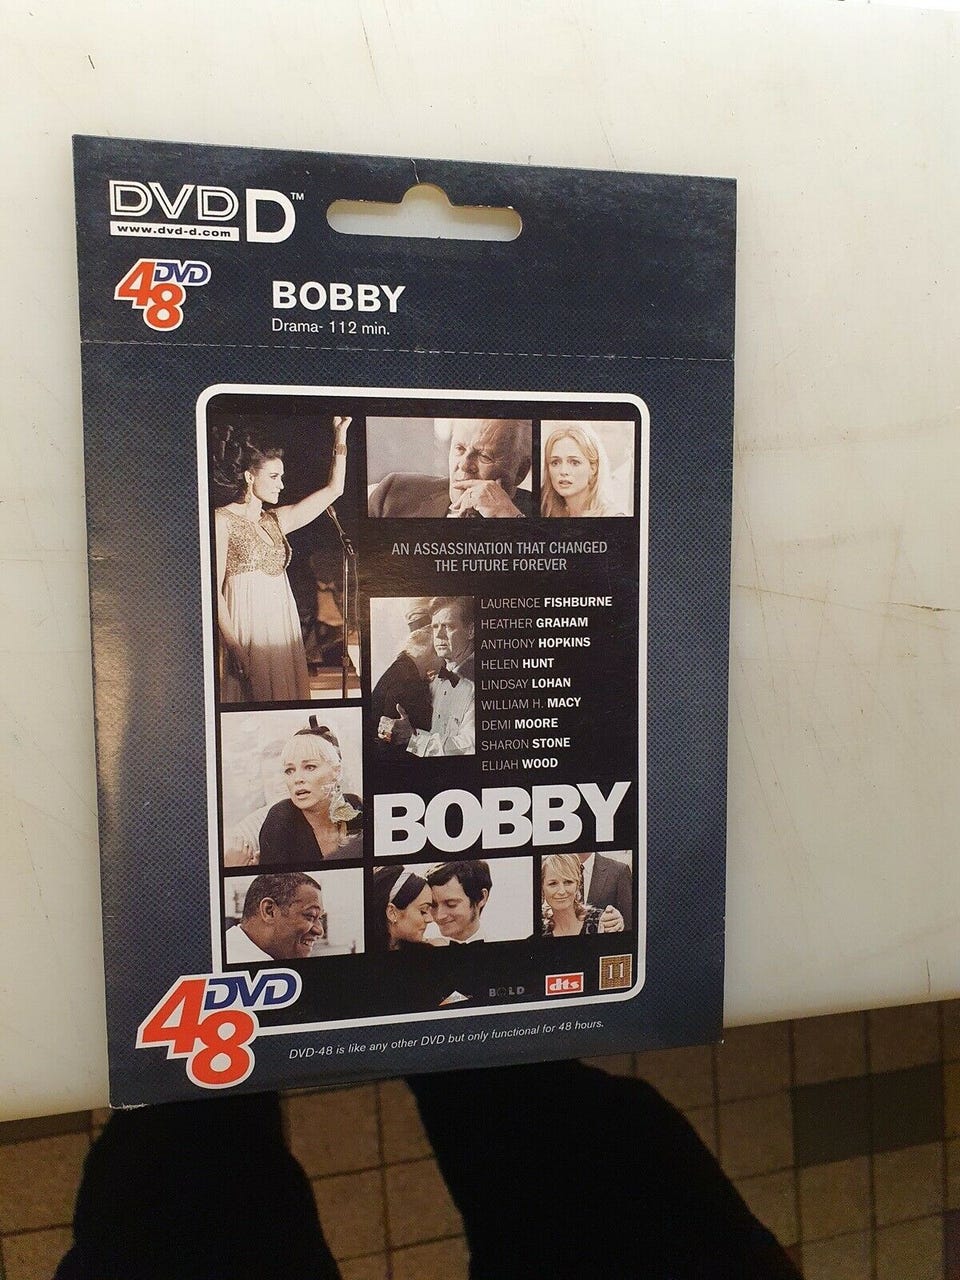 DVD D™
www.dvd-d.com
48 DVD
BOBBY
Drama- 112 min.
AN ASSASSINATION THAT CHANGED
THE FUTURE FOREVER
LAURENCE FISHBURNE
HEATHER GRAHAM
ANTHONY HOPKINS
HELEN HUNT
LINDSAY LOHAN
WILLIAM H. MACY
DEMI MOORE
SHARON STONE
ELIJAH WOOD
BOBBY
BOLD
dts
11
48 DVD
DVD-48 is like any other DVD but only functional for 48 hours.